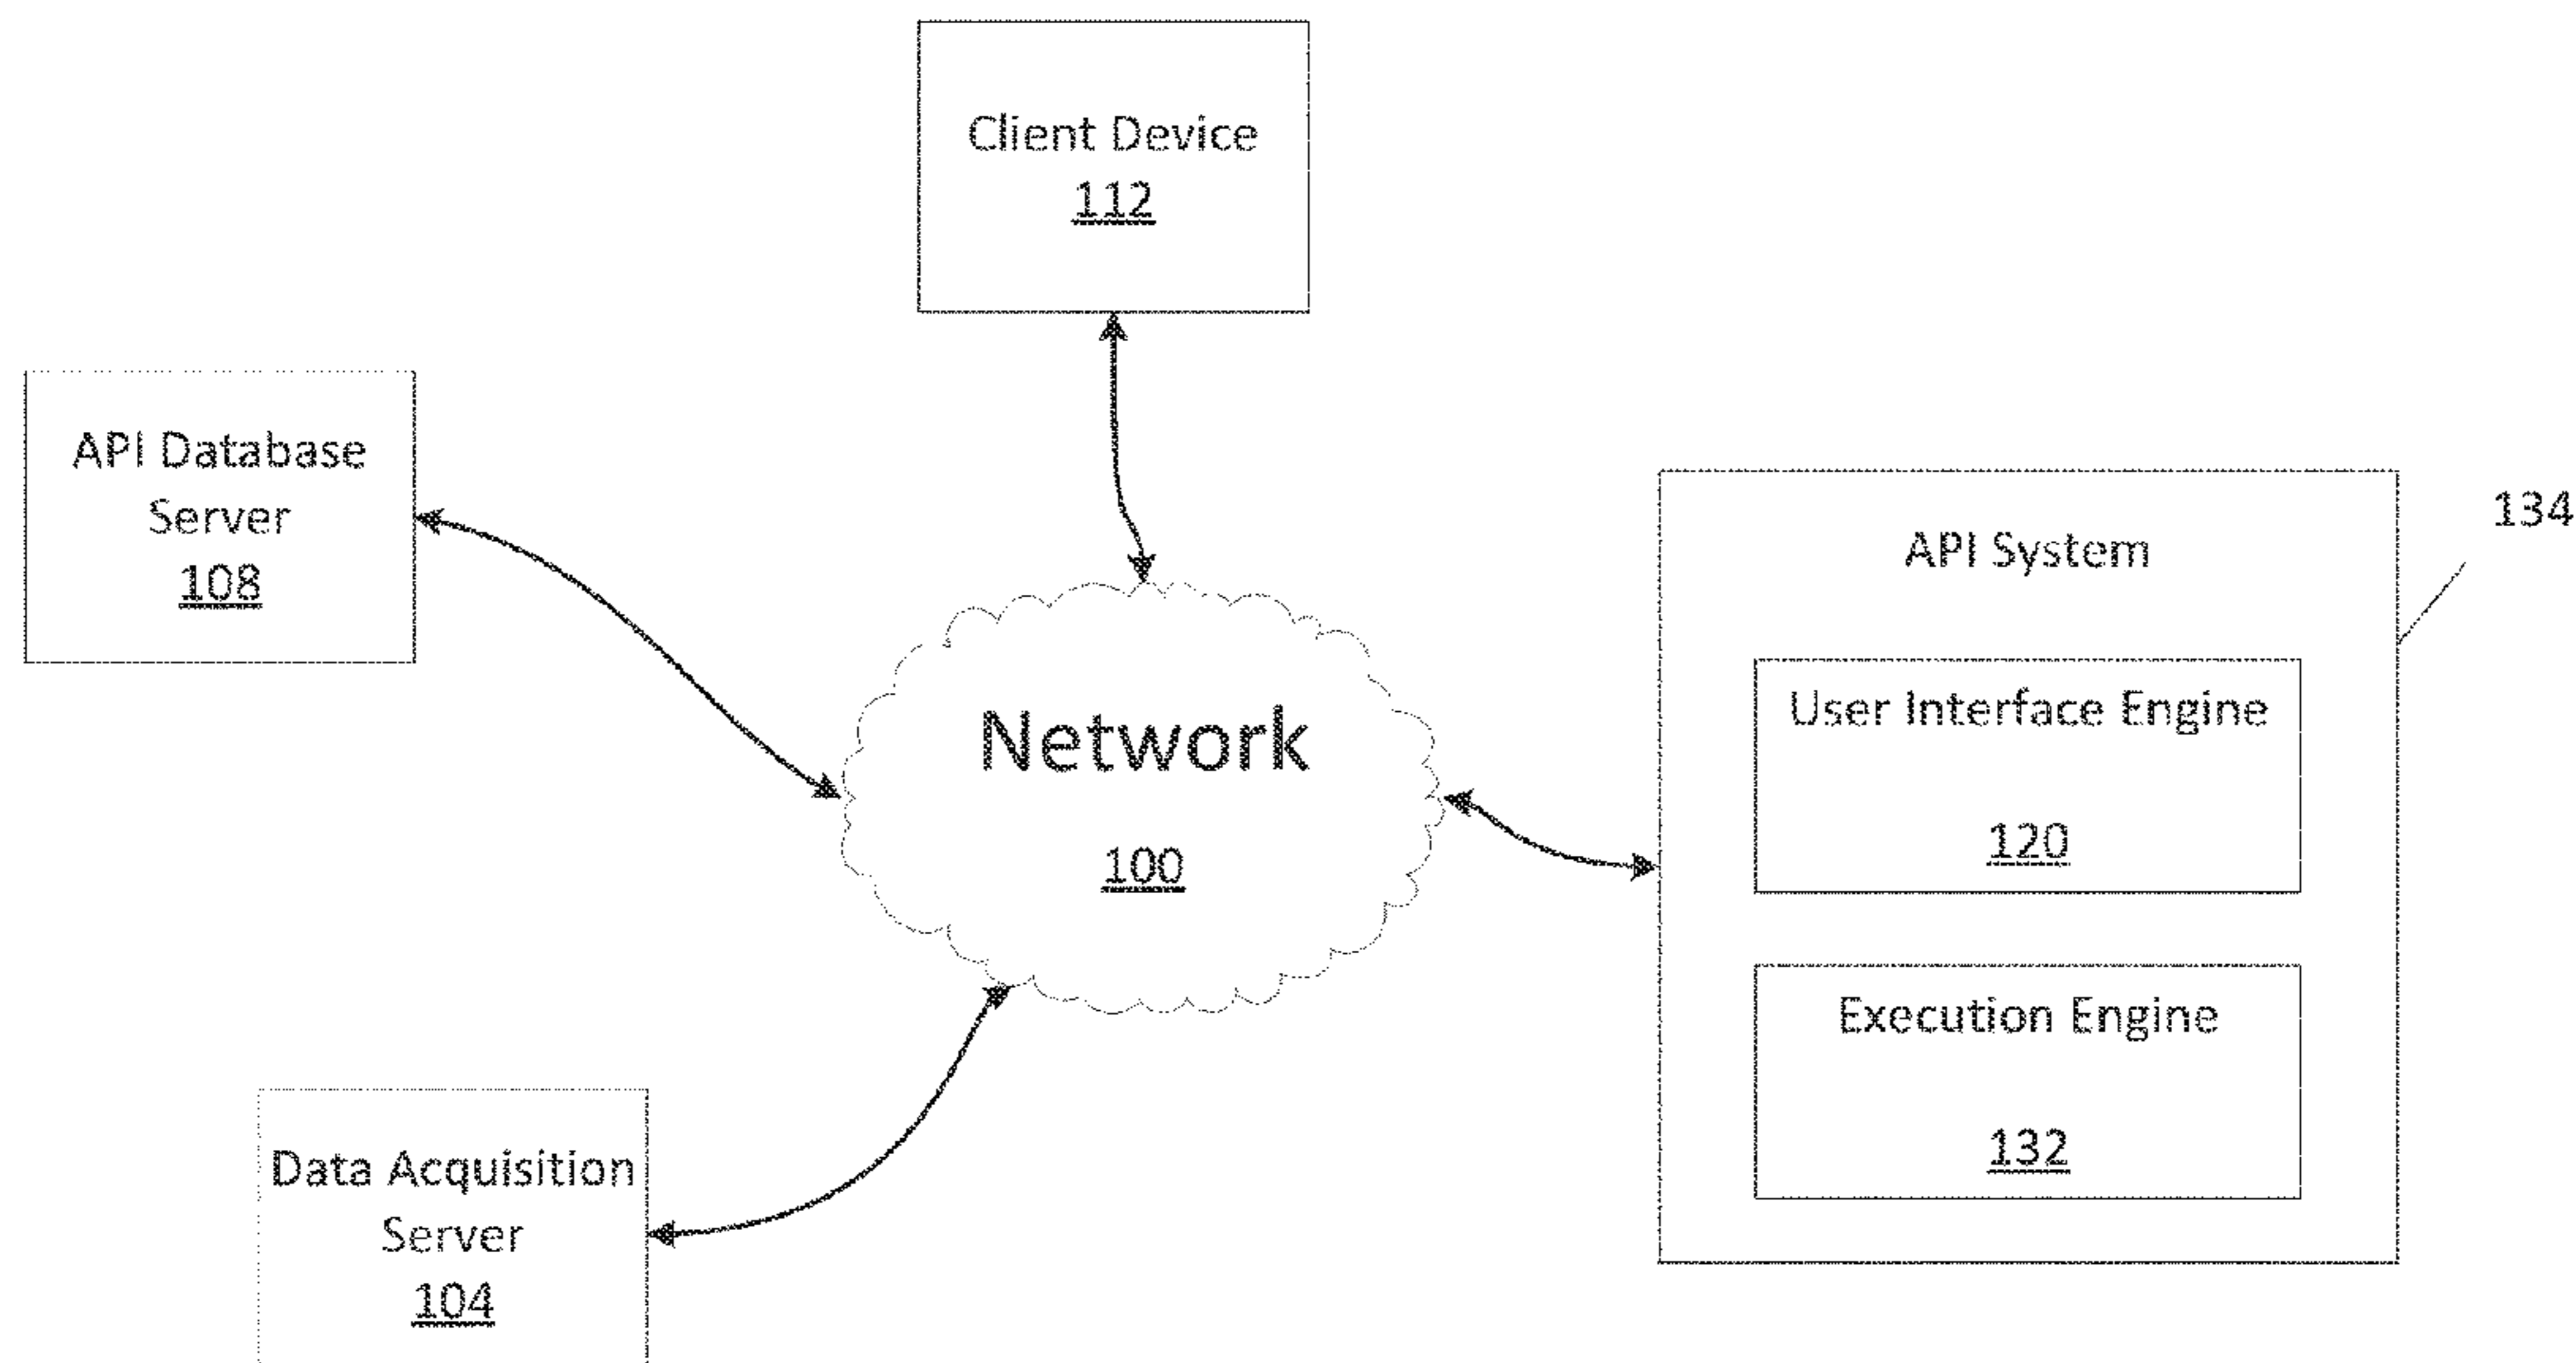 Client Device
112
API Database
Server
108
134
API System
User Interface Engine
120
Network
100
Execution Engine
132
Data Acquisition
Server
104